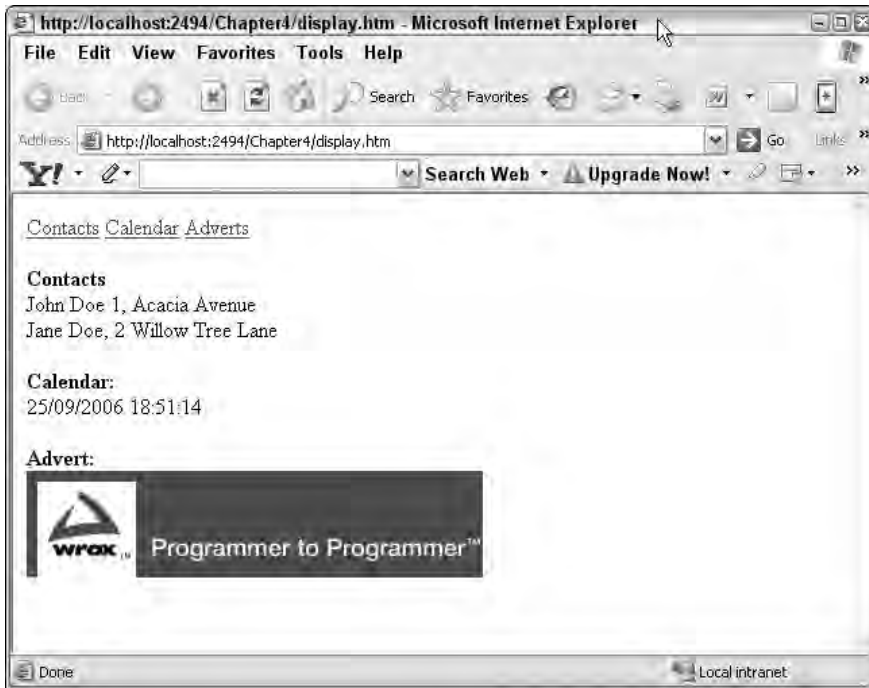 http://localhost:2494/Chapter4/display.htm - Microsoft Internet Explorer
File Edit View Favorites Tools Help
Back Search Favorites
Address http://localhost:2494/Chapter4/display.htm Go Links
Y! Search Web Upgrade Now!
Contacts Calendar Adverts
Contacts
John Doe 1, Acacia Avenue
Jane Doe, 2 Willow Tree Lane
Calendar:
25/09/2006 18:51:14
Advert:
wrox™ Programmer to Programmer™
Done Local intranet